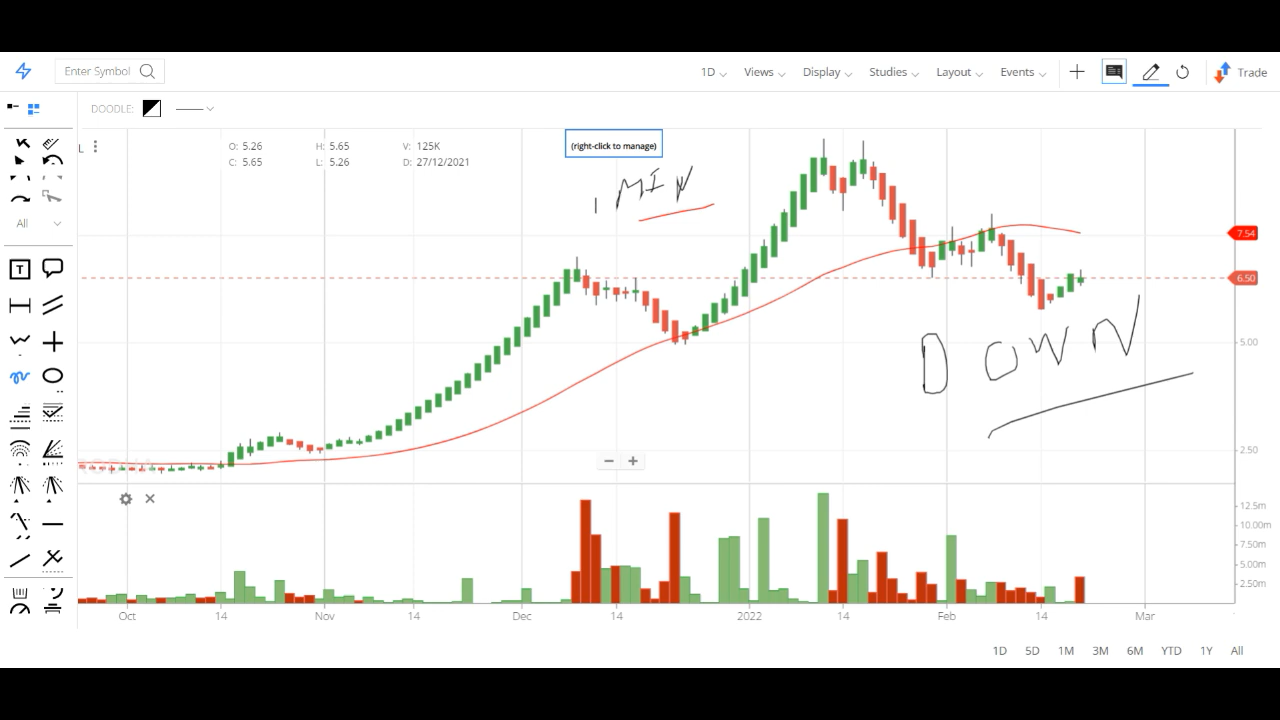 Enter Symbol
1D Views Display Studies Layout Events Trade
DOODLE:
L O: 5.26 H: 5.65 V: 125K
C: 5.65 L: 5.26 D: 27/12/2021
(right-click to manage)
1 MIN
All
7.54
6.50
5.00
DOWN
2.50
12.5m
10.00m
7.50m
5.00m
2.50m
Oct 14 Nov 14 Dec 14 2022 14 Feb 14 Mar
1D 5D 1M 3M 6M YTD 1Y All